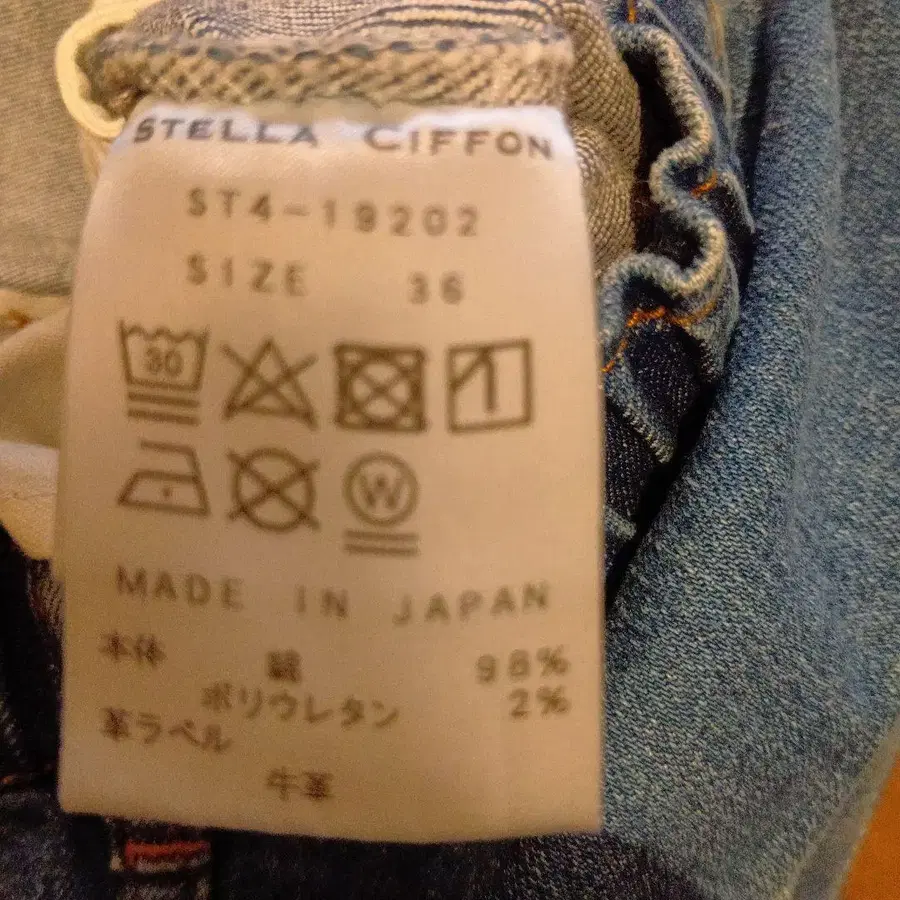 STELLA CIFFON
ST4-19202
SIZE 36
30
W
MADE IN JAPAN
本体 綿 98%
ポリウレタン 2%
革ラベル
牛革